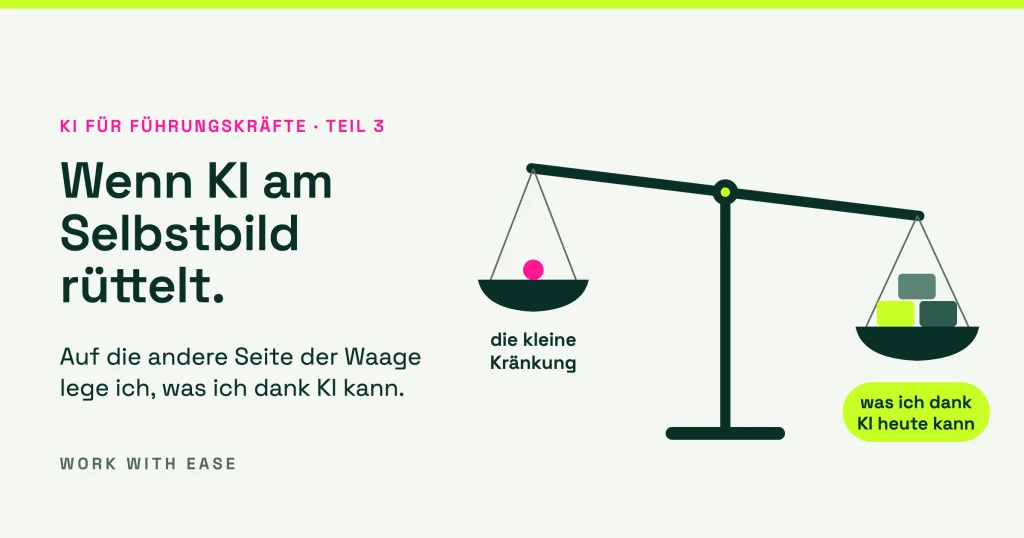 KI FÜR FÜHRUNGSKRÄFTE · TEIL 3
Wenn KI am
Selbstbild
rüttelt.
Auf die andere Seite der Waage
lege ich, was ich dank KI kann.
WORK WITH EASE
die kleine
Kränkung
was ich dank
KI heute kann